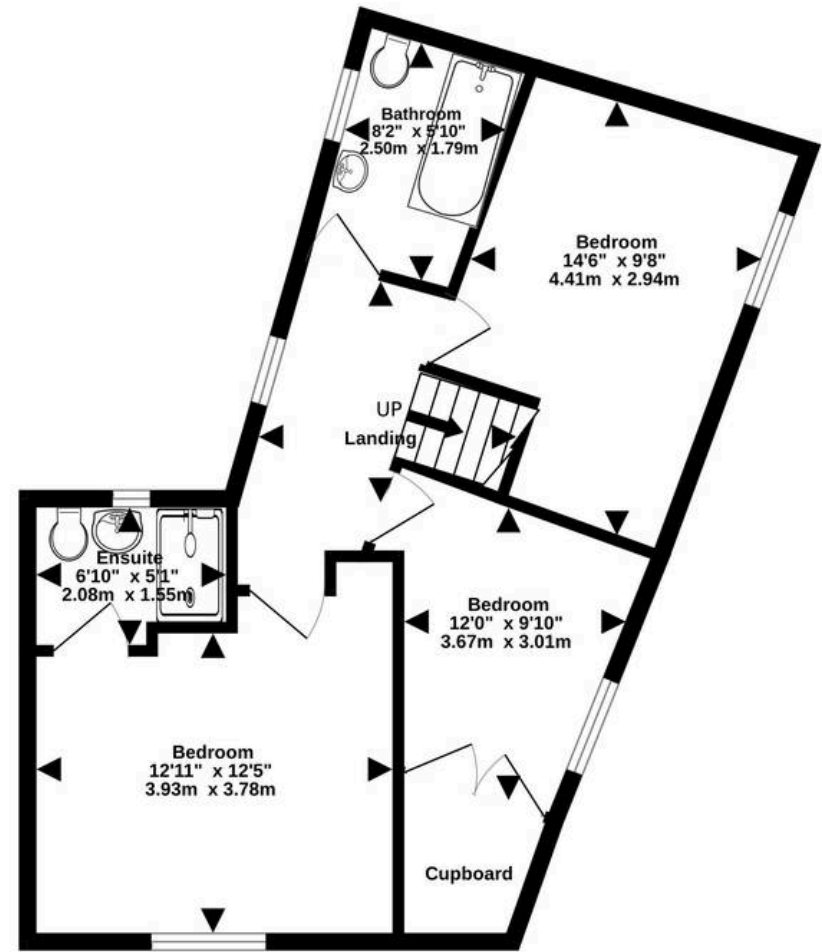 Bathroom
8'2" x 5'10"
2.50m x 1.79m
Bedroom
14'6" x 9'8"
4.41m x 2.94m
UP
Landing
Ensuite
6'10" x 5'1"
2.08m x 1.55m
Bedroom
12'0" x 9'10"
3.67m x 3.01m
Bedroom
12'11" x 12'5"
3.93m x 3.78m
Cupboard